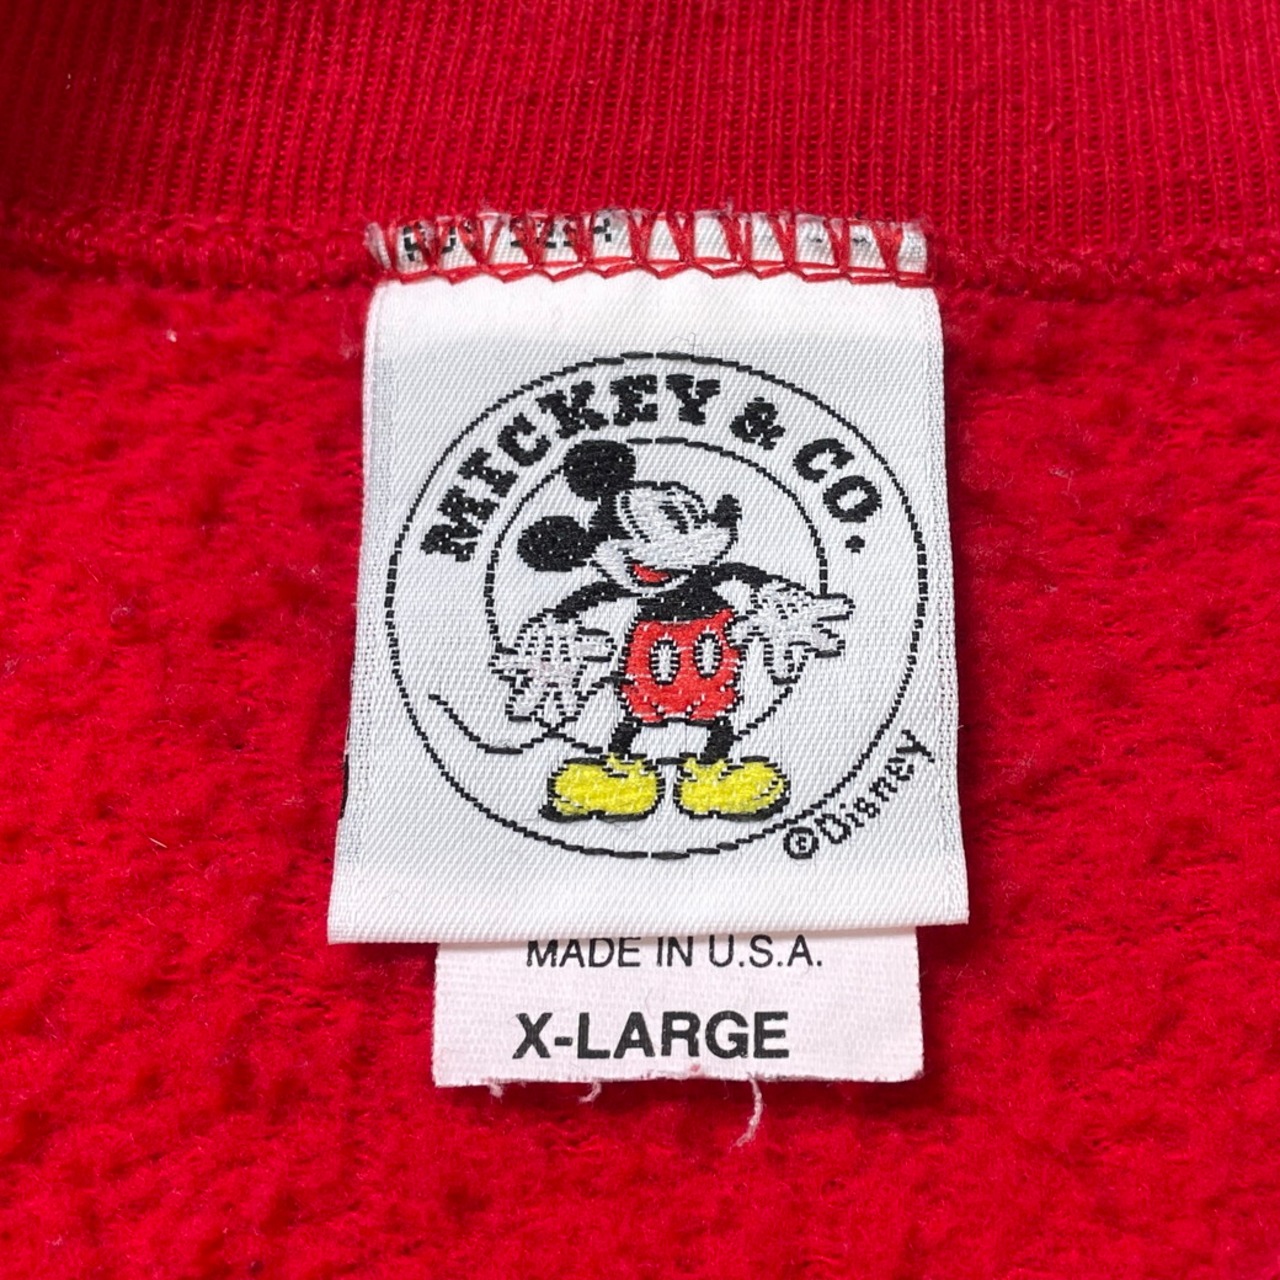 MICKEY & CO.
©Disney
MADE IN U.S.A.
X-LARGE